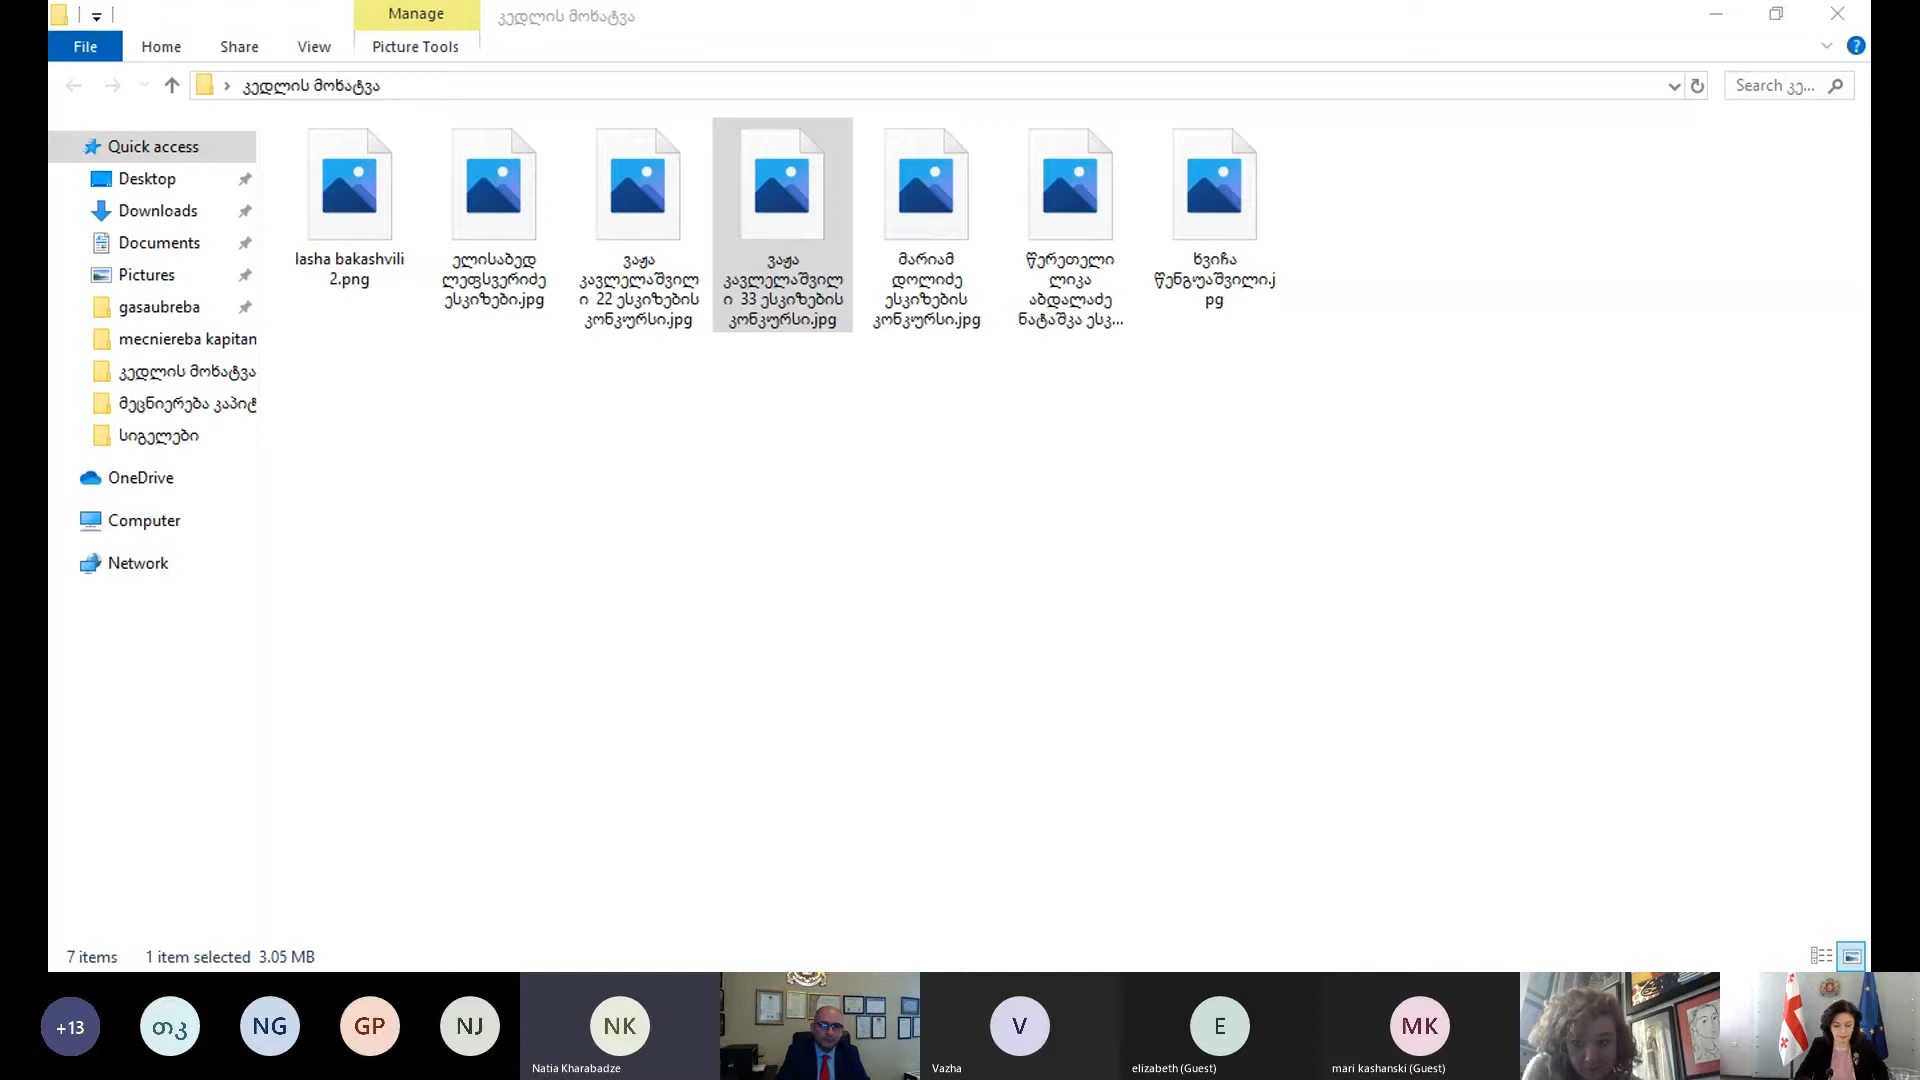 Manage
კედლის მოხატვა
File
Home
Share
View
Picture Tools
კედლის მოხატვა
Search კე...
Quick access
Desktop
Downloads
Documents
Pictures
gasaubreba
mecniereba kapitan
კედლის მოხატვა
მეცნიერება კაპიტ
სიგელები
OneDrive
Computer
Network
lasha bakashvili
2.png
ელისაბედ
ლეფსვერიძე
ესკიზები.jpg
ვაჟა
კავლელაშვილ
ი 22 ესკიზების
კონკურსი.jpg
ვაჟა
კავლელაშვილ
ი 33 ესკიზების
კონკურსი.jpg
მარიამ
დოლიძე
ესკიზების
კონკურსი.jpg
წერეთელი
ლიკა
აბდალაძე
ნატაშკა ესკ...
ხვიჩა
წენგუაშვილი.j
pg
7 items
1 item selected 3.05 MB
+13
თკ
NG
GP
NJ
NK
Natia Kharabadze
V
Vazha
E
elizabeth (Guest)
MK
mari kashanski (Guest)